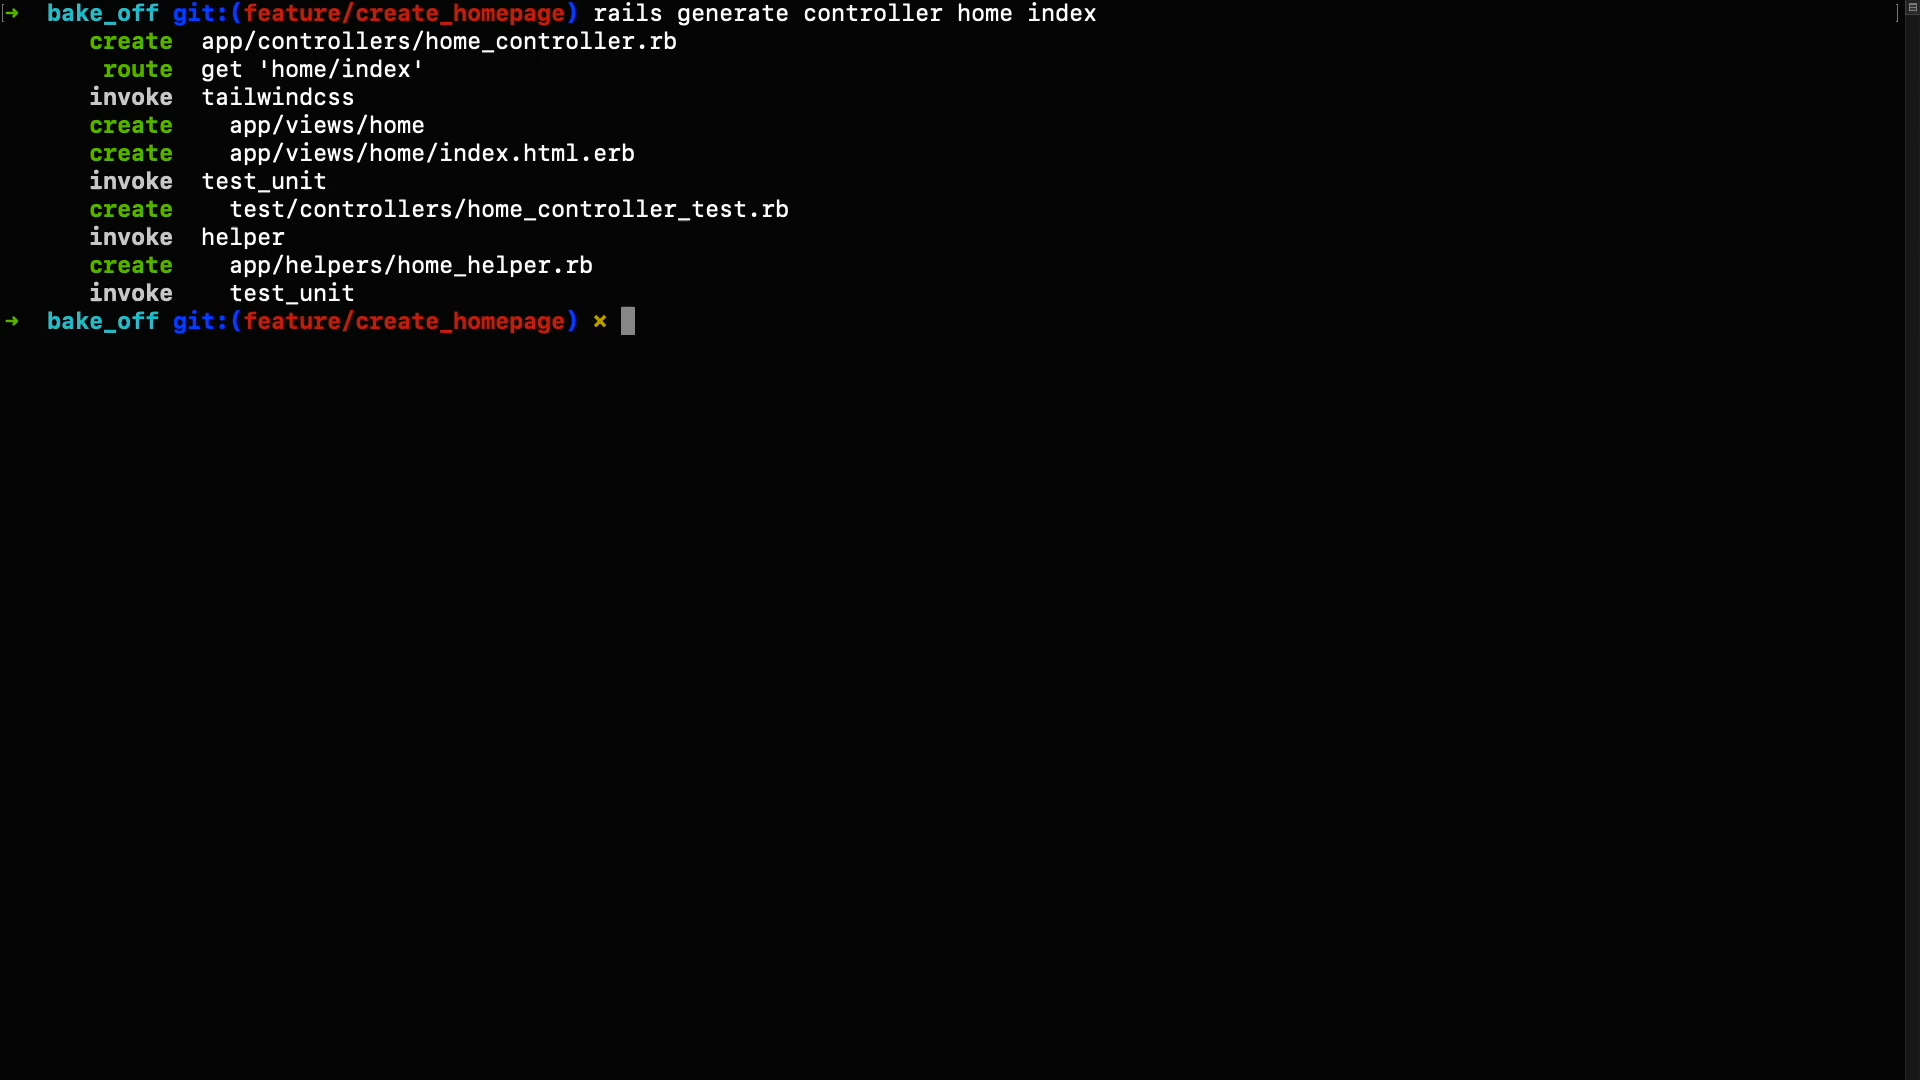 ➜  bake_off git:(feature/create_homepage) rails generate controller home index
      create  app/controllers/home_controller.rb
       route  get 'home/index'
      invoke  tailwindcss
      create    app/views/home
      create    app/views/home/index.html.erb
      invoke  test_unit
      create    test/controllers/home_controller_test.rb
      invoke  helper
      create    app/helpers/home_helper.rb
      invoke    test_unit
➜  bake_off git:(feature/create_homepage) ✗